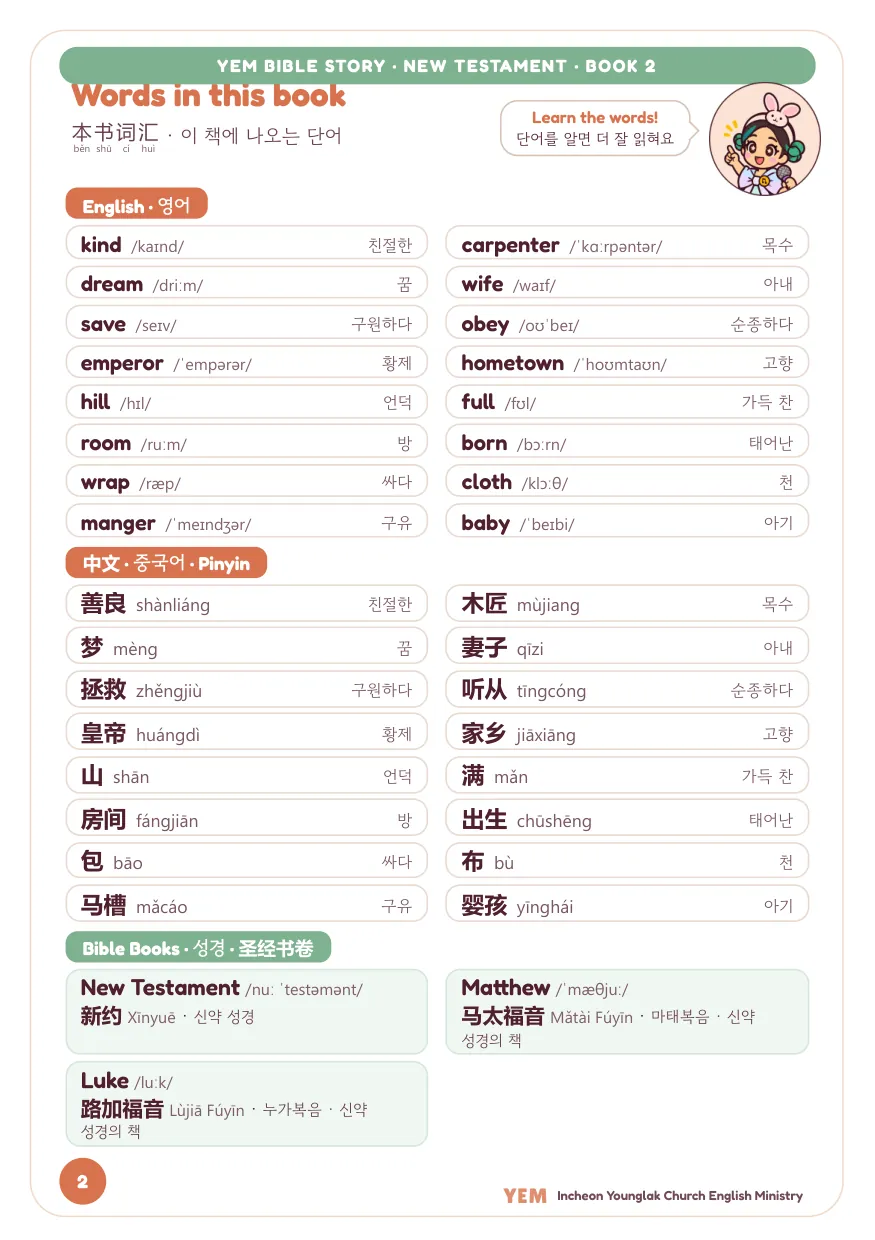 YEM BIBLE STORY · NEW TESTAMENT · BOOK 2
Words in this book
本书词汇 · 이 책에 나오는 단어
běn shū cí huì
Learn the words!
단어를 알면 더 잘 읽혀요
English · 영어
kind /kaɪnd/ 친절한
carpenter /ˈkɑːrpəntər/ 목수
dream /driːm/ 꿈
wife /waɪf/ 아내
save /seɪv/ 구원하다
obey /oʊˈbeɪ/ 순종하다
emperor /ˈempərər/ 황제
hometown /ˈhoʊmtaʊn/ 고향
hill /hɪl/ 언덕
full /fʊl/ 가득 찬
room /ruːm/ 방
born /bɔːrn/ 태어난
wrap /ræp/ 싸다
cloth /klɔːθ/ 천
manger /ˈmeɪndʒər/ 구유
baby /ˈbeɪbi/ 아기
中文 · 중국어 · Pinyin
善良 shànliáng 친절한
木匠 mùjiang 목수
梦 mèng 꿈
妻子 qīzi 아내
拯救 zhěngjiù 구원하다
听从 tīngcóng 순종하다
皇帝 huángdì 황제
家乡 jiāxiāng 고향
山 shān 언덕
满 mǎn 가득 찬
房间 fángjiān 방
出生 chūshēng 태어난
包 bāo 싸다
布 bù 천
马槽 mǎcáo 구유
婴孩 yīnghái 아기
Bible Books · 성경 · 圣经书卷
New Testament /nuː ˈtestəmənt/
新约 Xīnyuē · 신약 성경
Matthew /ˈmæθjuː/
马太福音 Mǎtài Fúyīn · 마태복음 · 신약
성경의 책
Luke /luːk/
路加福音 Lùjiā Fúyīn · 누가복음 · 신약
성경의 책
2
YEM Incheon Younglak Church English Ministry